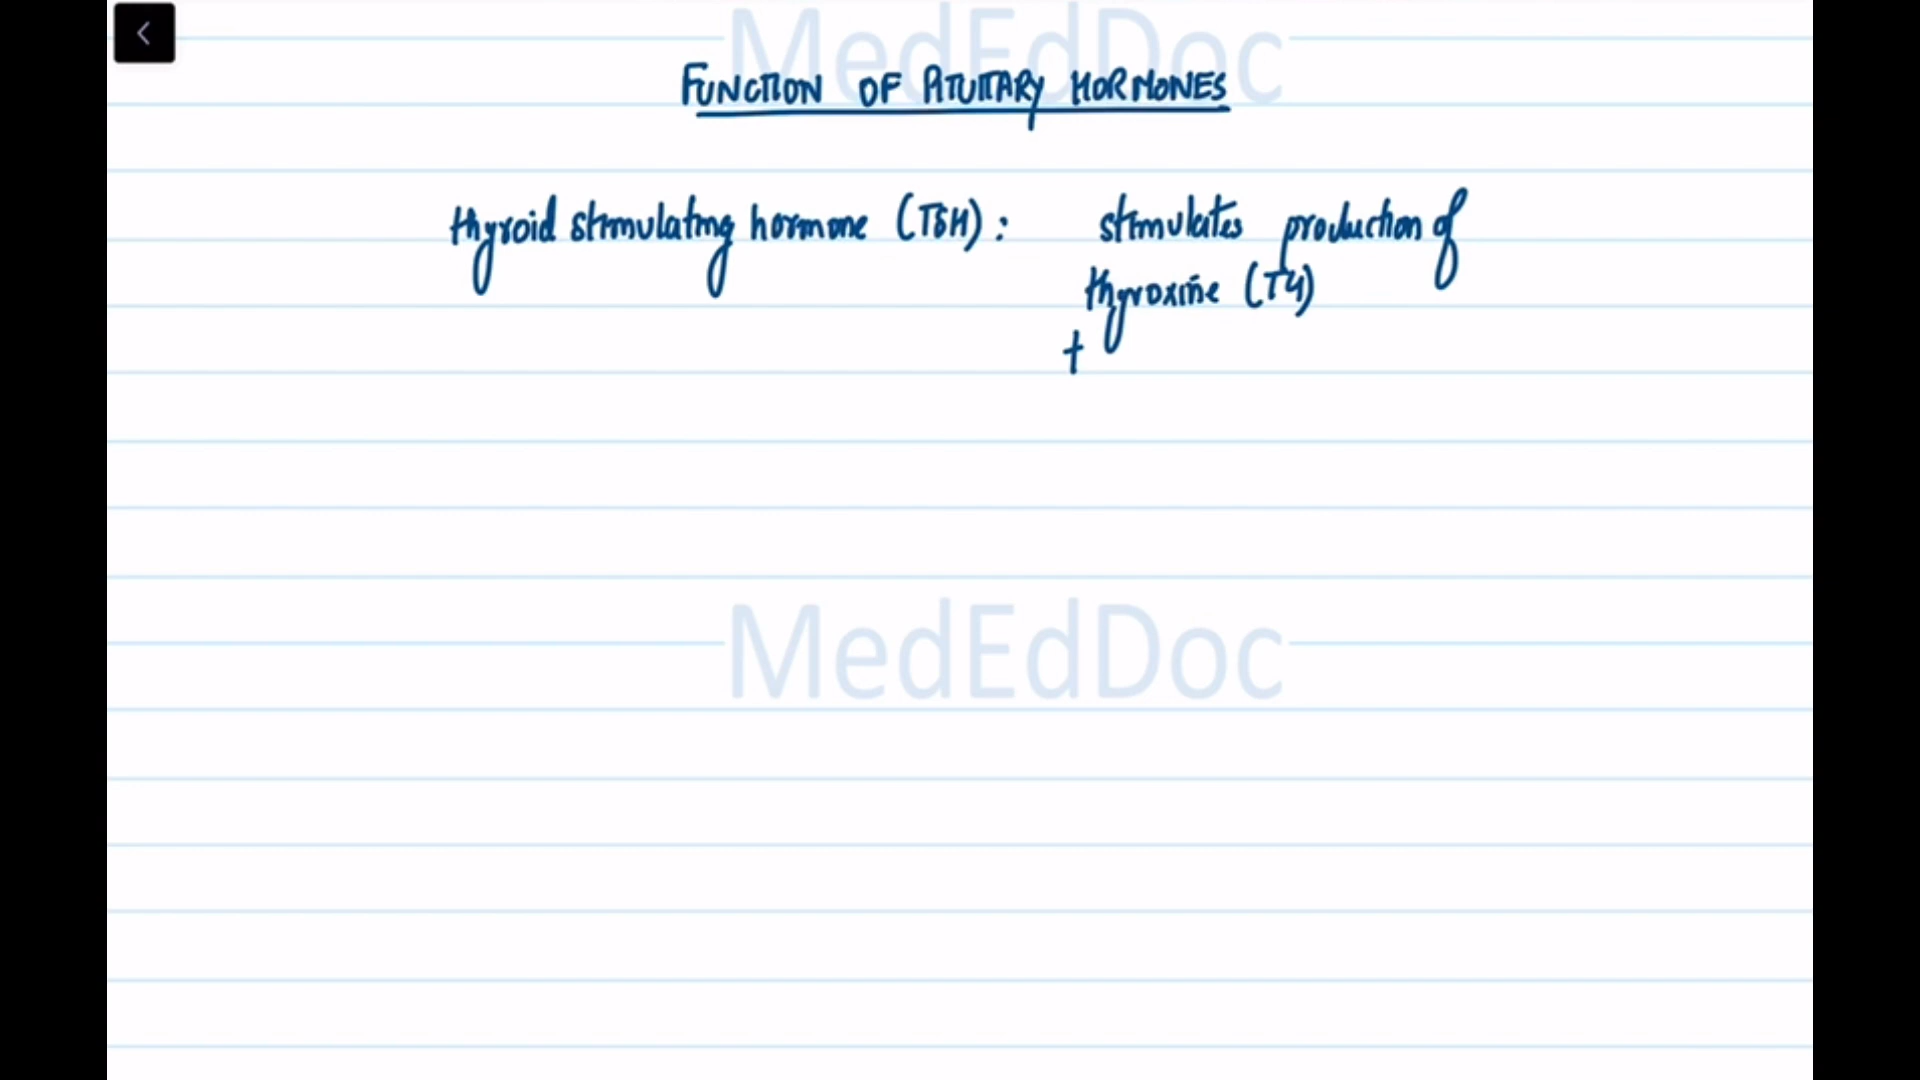 MedEdDoc
FUNCTION OF PITUITARY HORMONES
thyroid stimulating hormone (TSH): stimulates production of
thyroxine (T4)
+
MedEdDoc